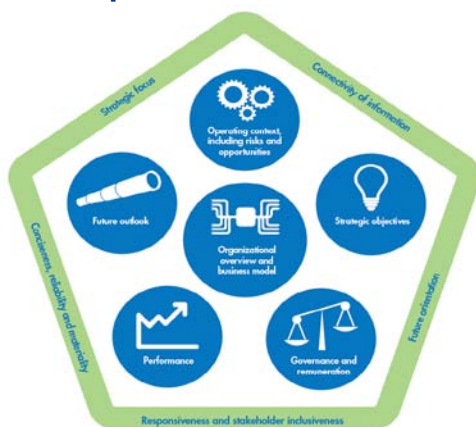 Strategic focus
Connectivity of information
Operating context,
including risks and
opportunities
Future outlook
Strategic objectives
Organizational
overview and
business model
Conciseness, reliability and materiality
Future orientation
Performance
Governance and
remuneration
Responsiveness and stakeholder inclusiveness